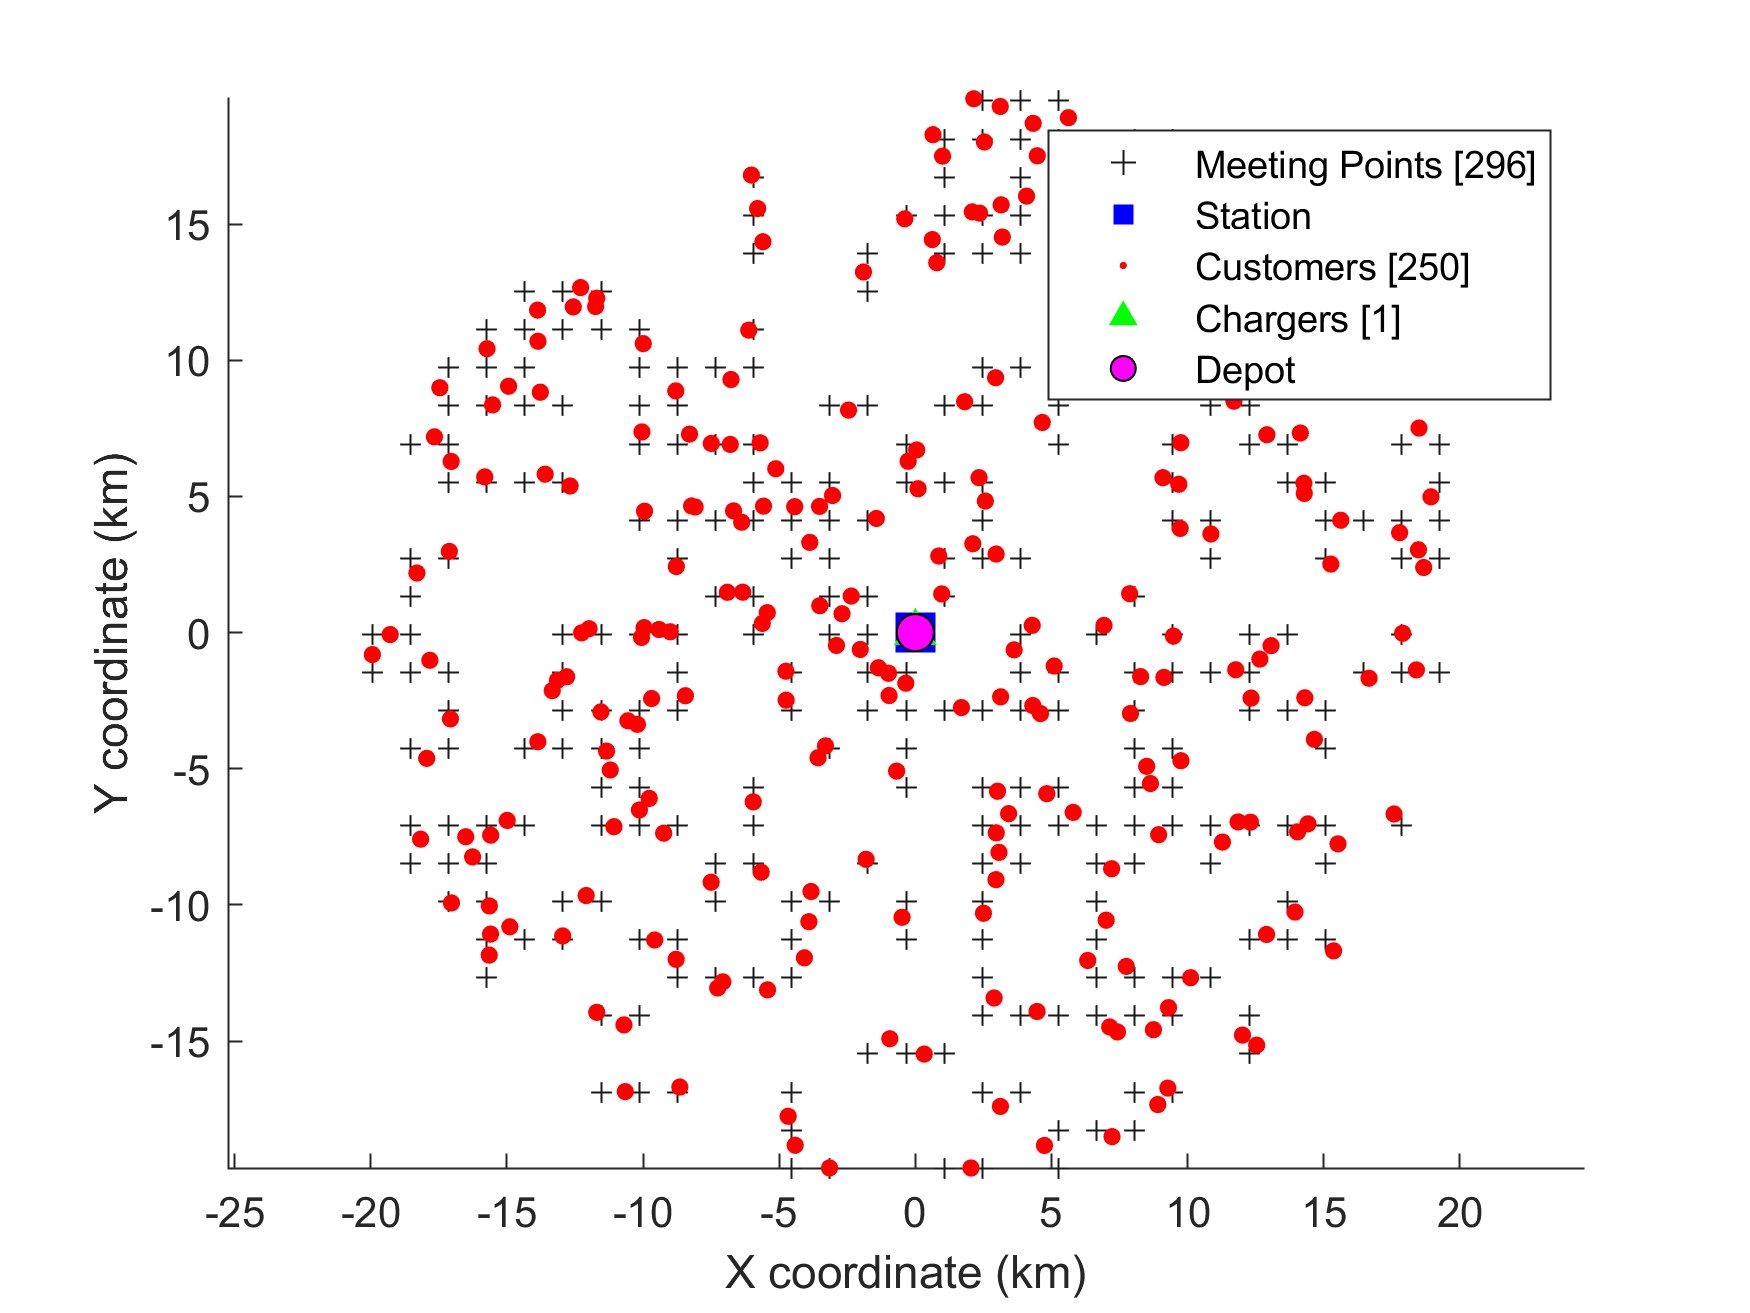 Meeting Points [296]
Station
Customers [250]
Chargers [1]
Depot
15
10
5
0
-5
-10
-15
Y coordinate (km)
-25 -20 -15 -10 -5 0 5 10 15 20
X coordinate (km)